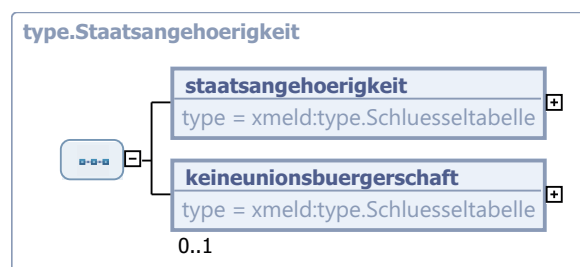 type.Staatsangehoerigkeit
staatsangehoerigkeit
type = xmeld:type.Schluesseltabelle
keineunionsbuergerschaft
type = xmeld:type.Schluesseltabelle
0..1